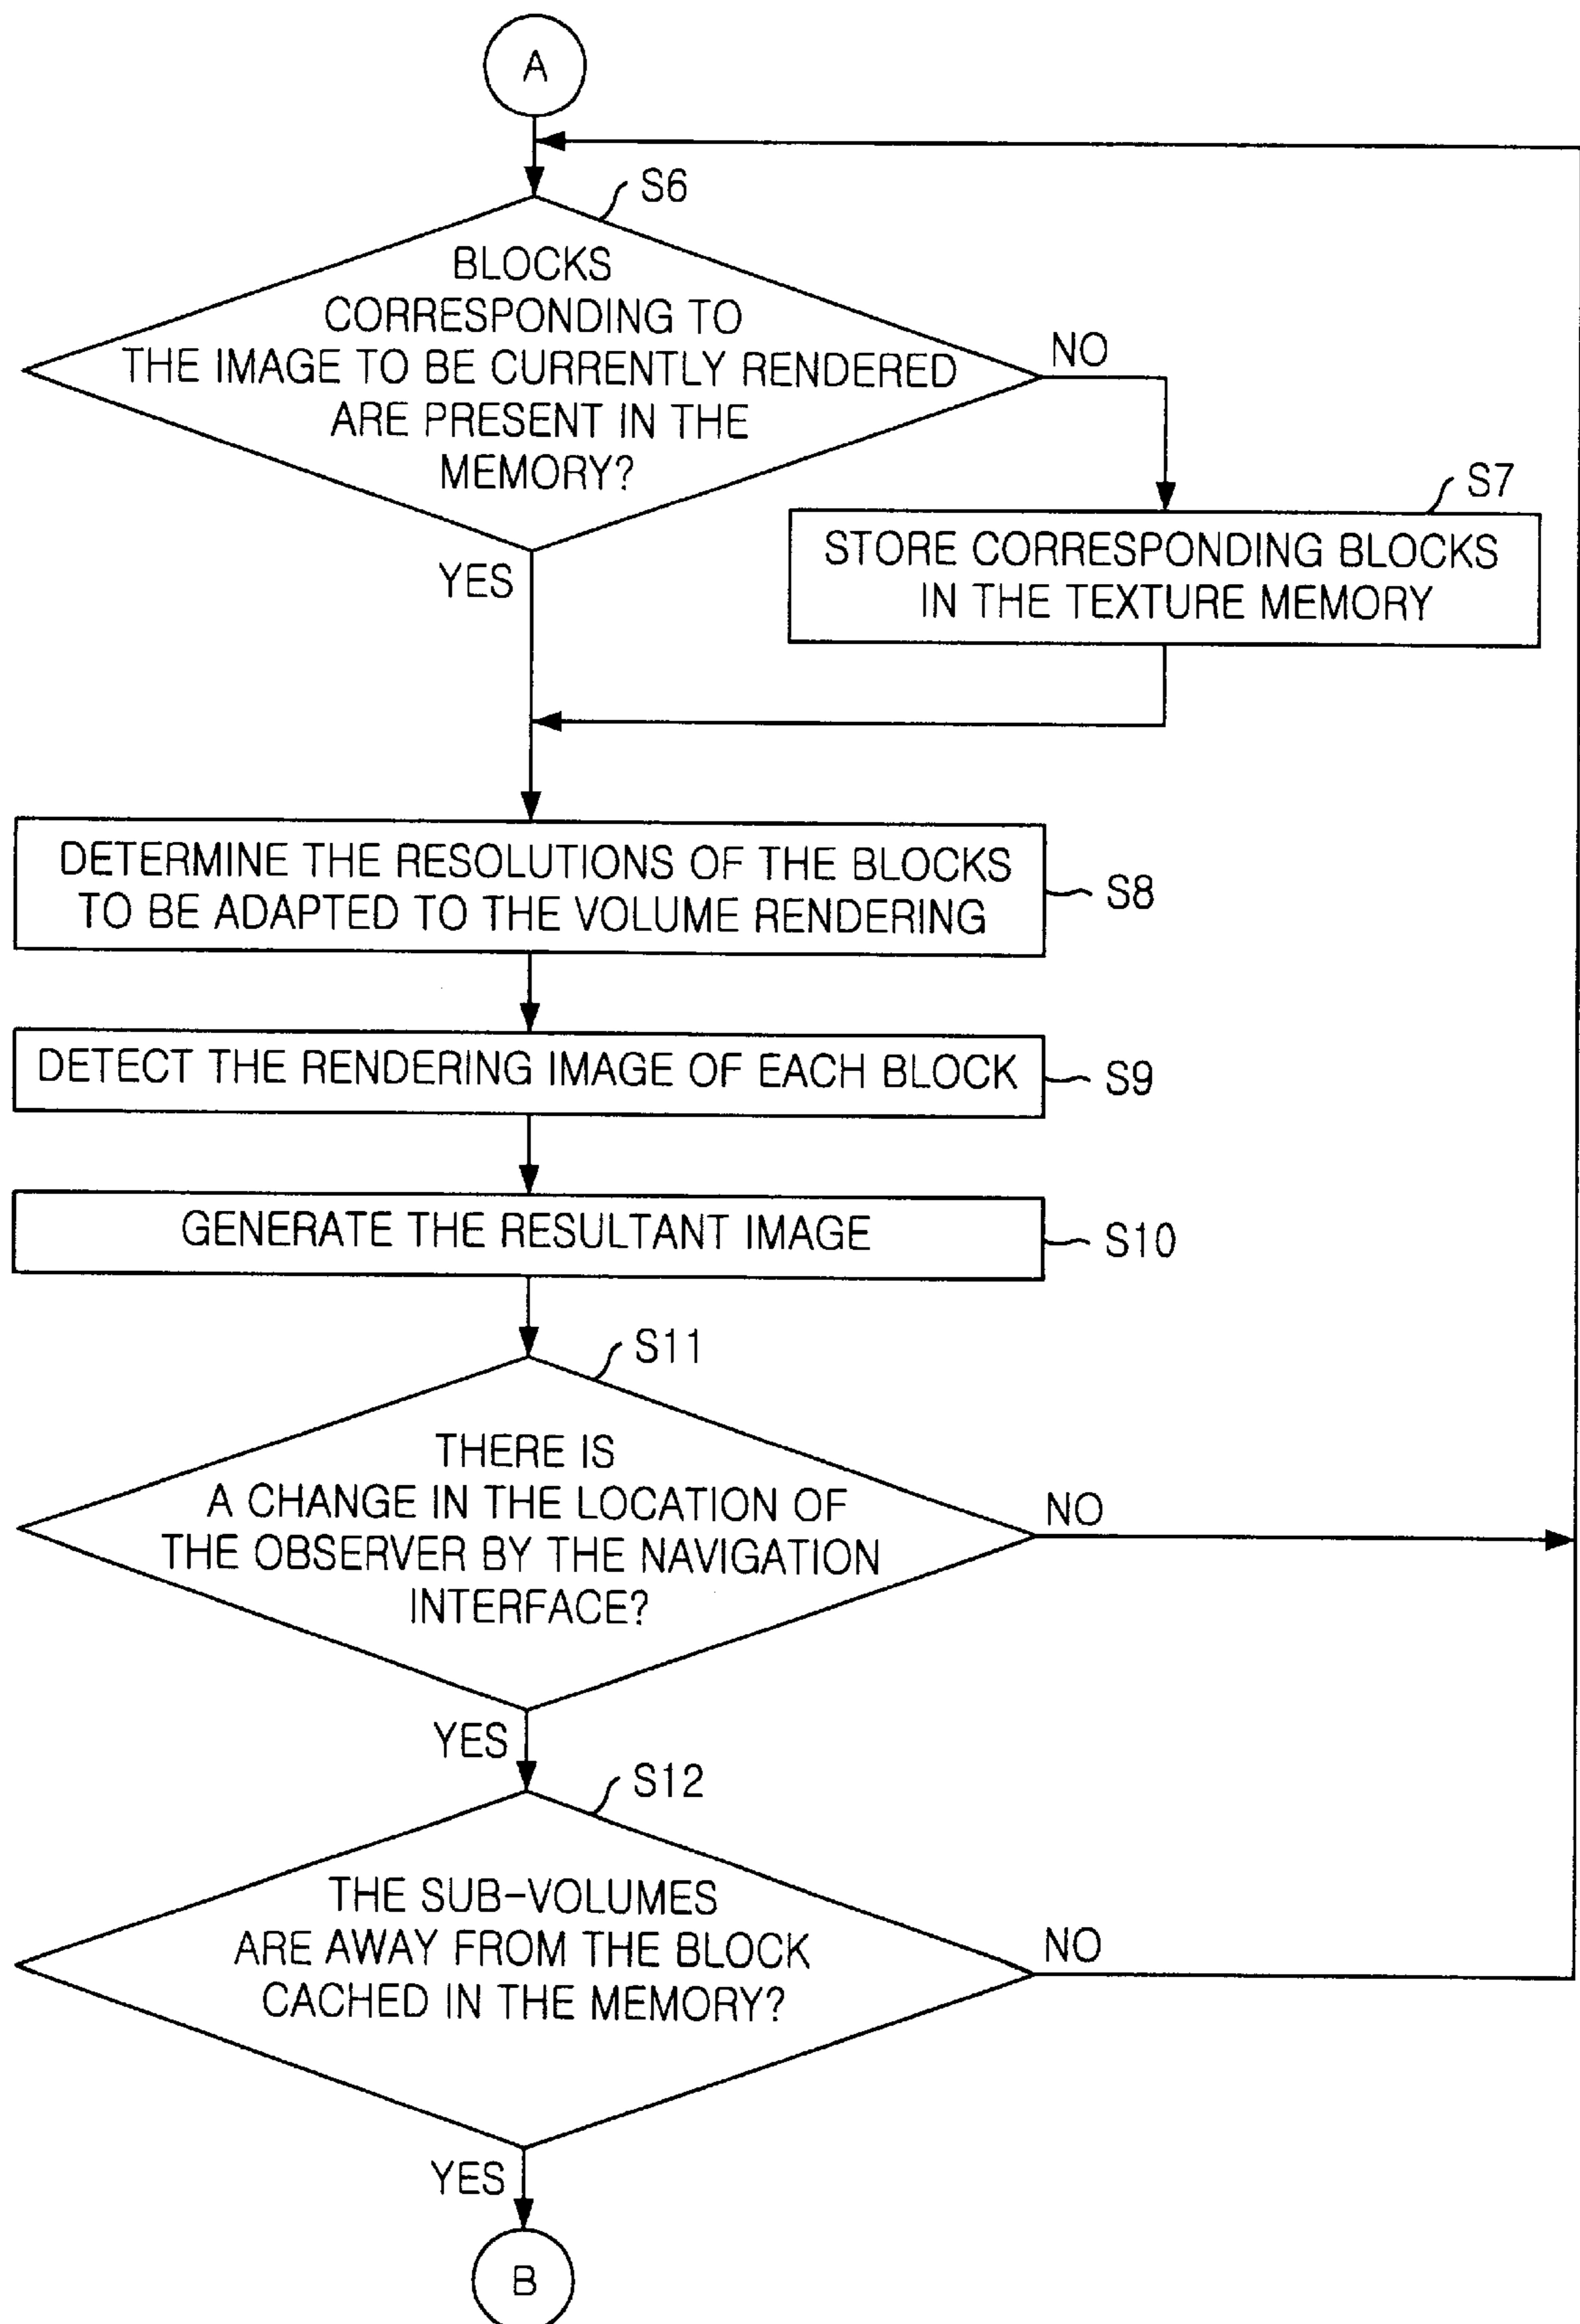 A
S6
BLOCKS
CORRESPONDING TO
THE IMAGE TO BE CURRENTLY RENDERED
ARE PRESENT IN THE
MEMORY?
NO
YES
S7
STORE CORRESPONDING BLOCKS
IN THE TEXTURE MEMORY
DETERMINE THE RESOLUTIONS OF THE BLOCKS
TO BE ADAPTED TO THE VOLUME RENDERING
S8
DETECT THE RENDERING IMAGE OF EACH BLOCK
S9
GENERATE THE RESULTANT IMAGE
S10
S11
THERE IS
A CHANGE IN THE LOCATION OF
THE OBSERVER BY THE NAVIGATION
INTERFACE?
NO
YES
S12
THE SUB-VOLUMES
ARE AWAY FROM THE BLOCK
CACHED IN THE MEMORY?
NO
YES
B